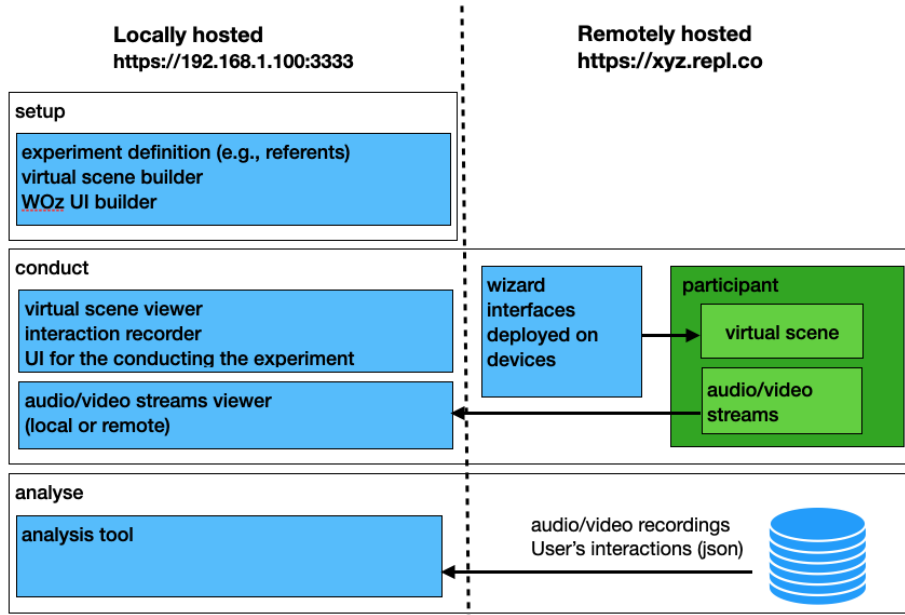 Locally hosted
https://192.168.1.100:3333
Remotely hosted
https://xyz.repl.co
setup
experiment definition (e.g., referents)
virtual scene builder
WOz UI builder
conduct
virtual scene viewer
interaction recorder
UI for the conducting the experiment
audio/video streams viewer
(local or remote)
wizard
interfaces
deployed on
devices
participant
virtual scene
audio/video
streams
analyse
analysis tool
audio/video recordings
User's interactions (json)